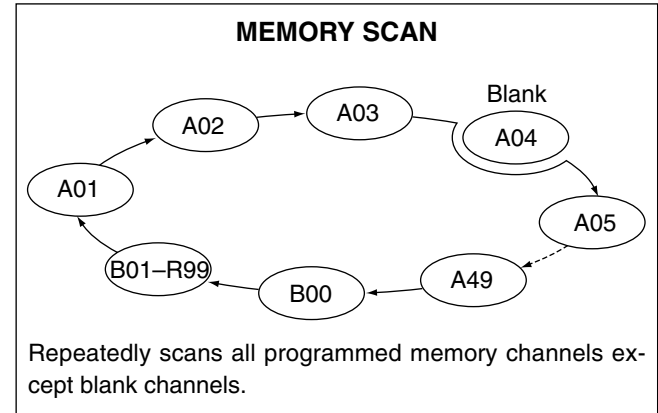 MEMORY SCAN
Blank
A01
A02
A03
A04
A05
A49
B00
B01–R99
Repeatedly scans all programmed memory channels ex-
cept blank channels.